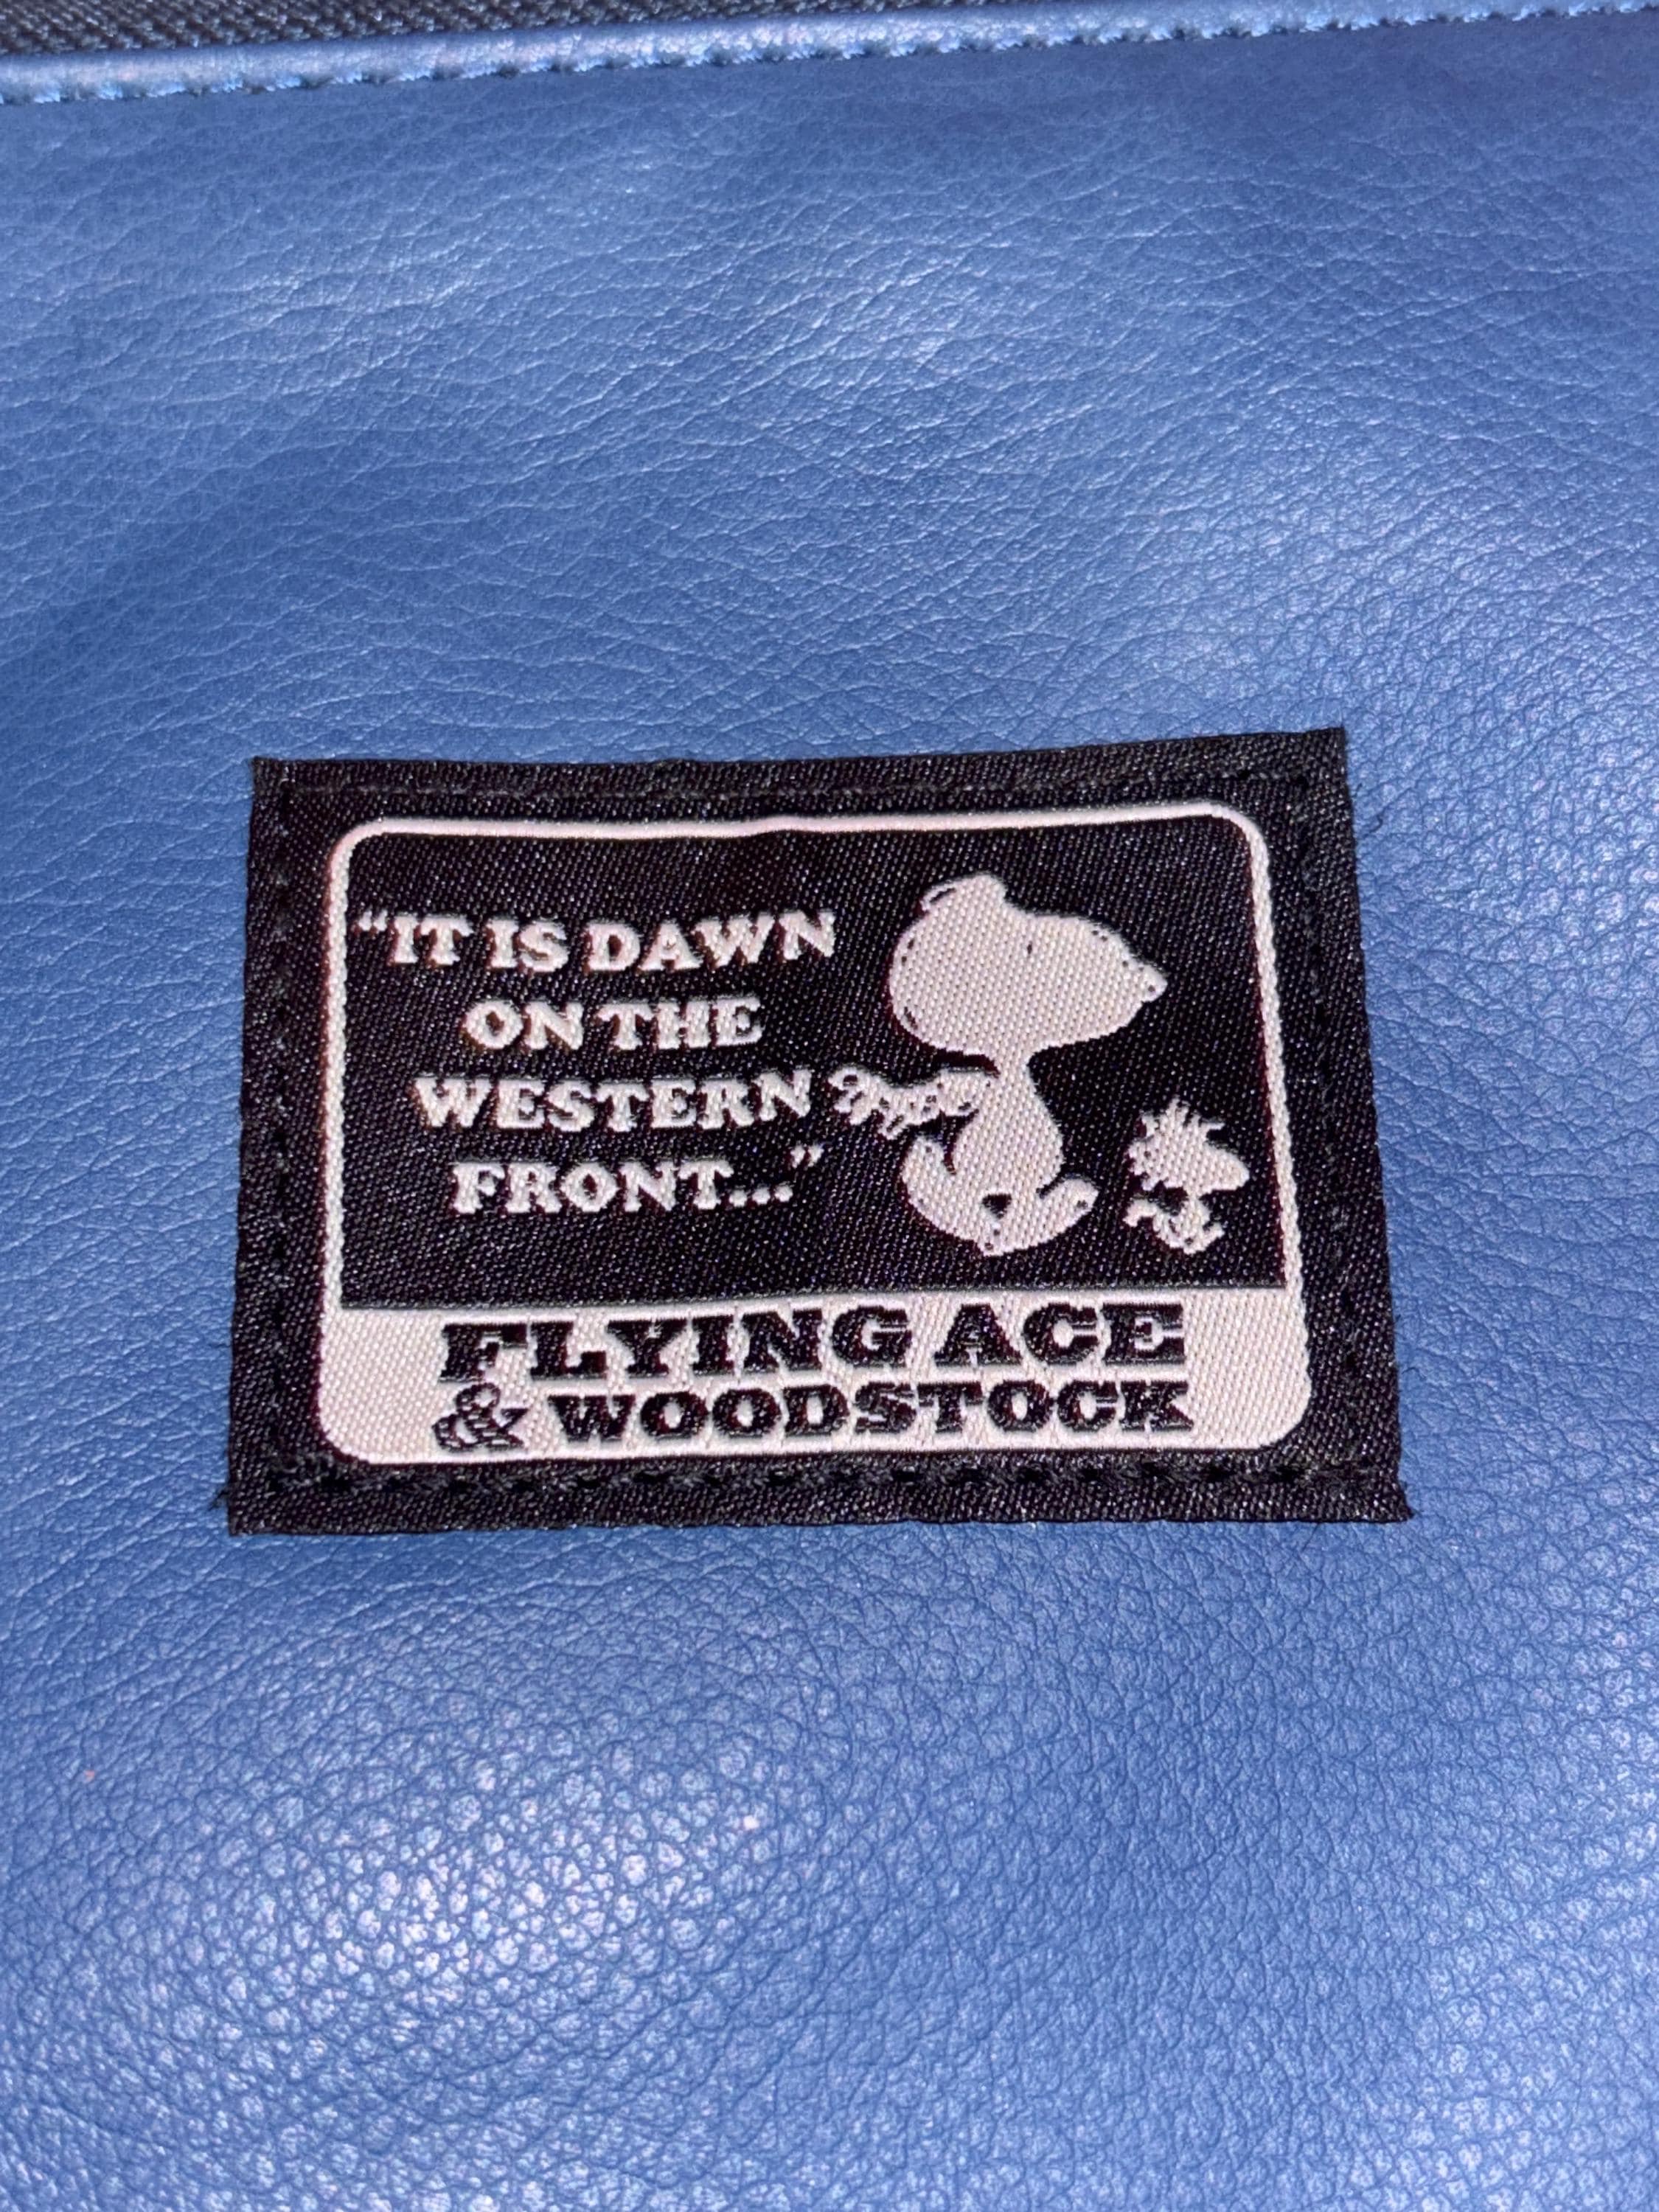 “IT IS DAWN
ON THE
WESTERN
FRONT...”
FLYING ACE
& WOODSTOCK